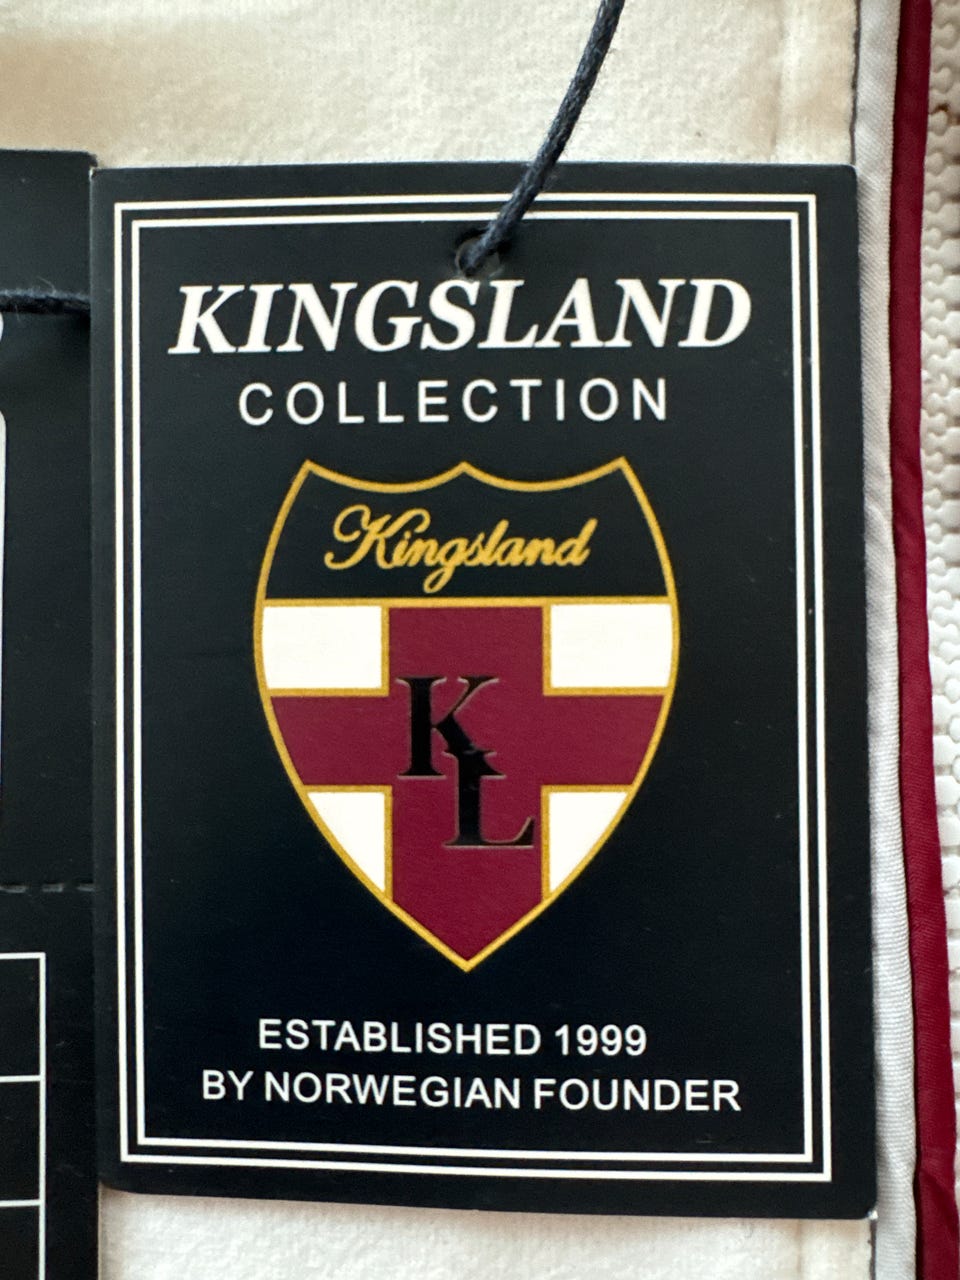 KINGSLAND
COLLECTION
Kingsland
KL
ESTABLISHED 1999
BY NORWEGIAN FOUNDER